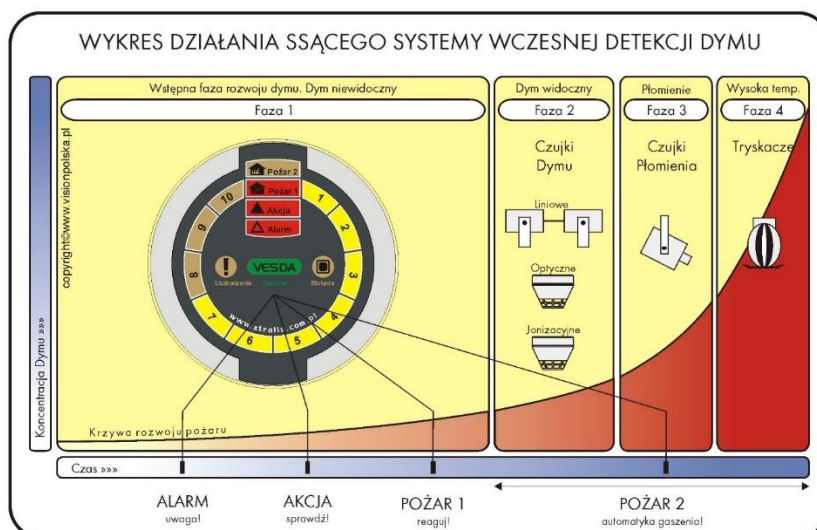 WYKRES DZIAŁANIA SSĄCEGO SYSTEMY WCZESNEJ DETEKCJI DYMU
Wstępna faza rozwoju dymu. Dym niewidoczny
Faza 1
Dym widoczny
Faza 2
Płomienie
Faza 3
Wysoka temp.
Faza 4
copyright©www.visionpolska.pl
Koncentracja Dymu »»»
Pożar 2
Pożar 1
Akcja
Alarm
1
2
3
4
5
6
7
8
9
10
Uszkodzenie
VESDA
Zasilanie
Blokada
www.xtralis.com.pl
Czujki
Dymu
Liniowe
Optyczne
Jonizacyjne
Czujki
Płomienia
Tryskacze
Krzywa rozwoju pożaru
Czas »»»
ALARM
uwaga!
AKCJA
sprawdź!
POŻAR 1
reaguj!
POŻAR 2
automatyka gaszenia!